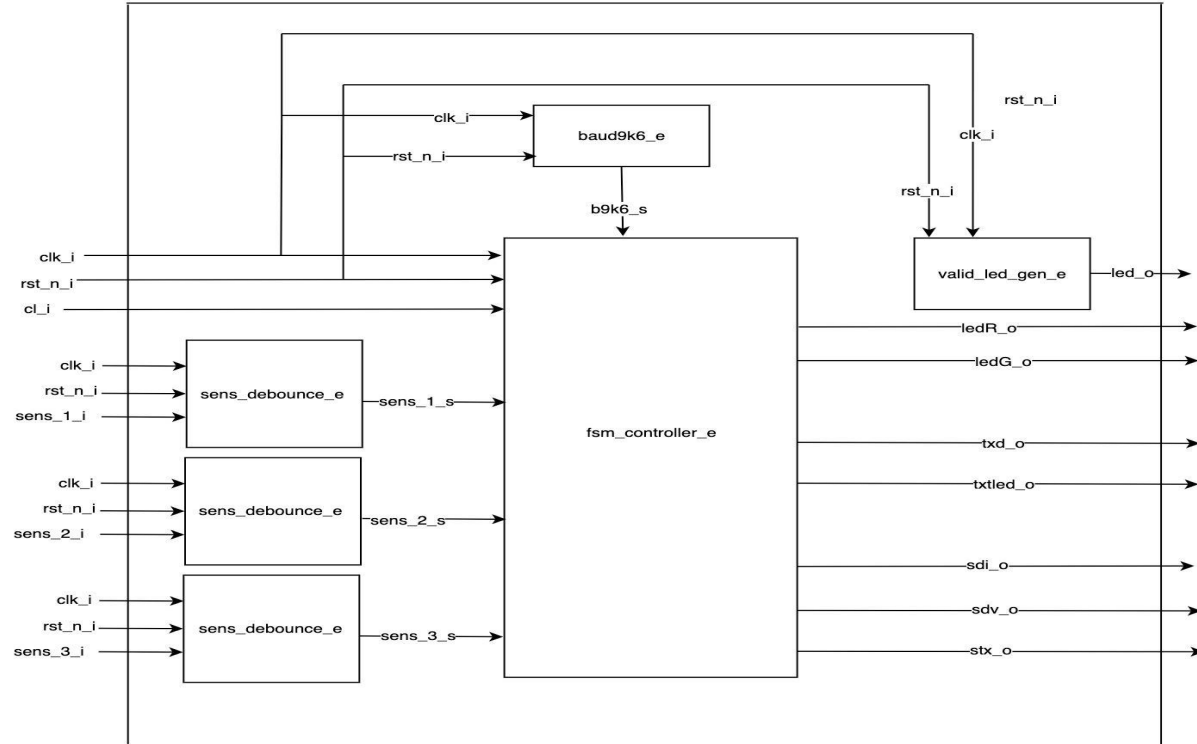 rst_n_i
clk_i
baud9k6_e
clk_i
rst_n_i
rst_n_i
b9k6_s
clk_i
rst_n_i
cl_i
valid_led_gen_e
led_o
ledR_o
ledG_o
clk_i
rst_n_i
sens_1_i
sens_debounce_e
sens_1_s
fsm_controller_e
txd_o
txtled_o
clk_i
rst_n_i
sens_2_i
sens_debounce_e
sens_2_s
sdi_o
sdv_o
stx_o
clk_i
rst_n_i
sens_3_i
sens_debounce_e
sens_3_s